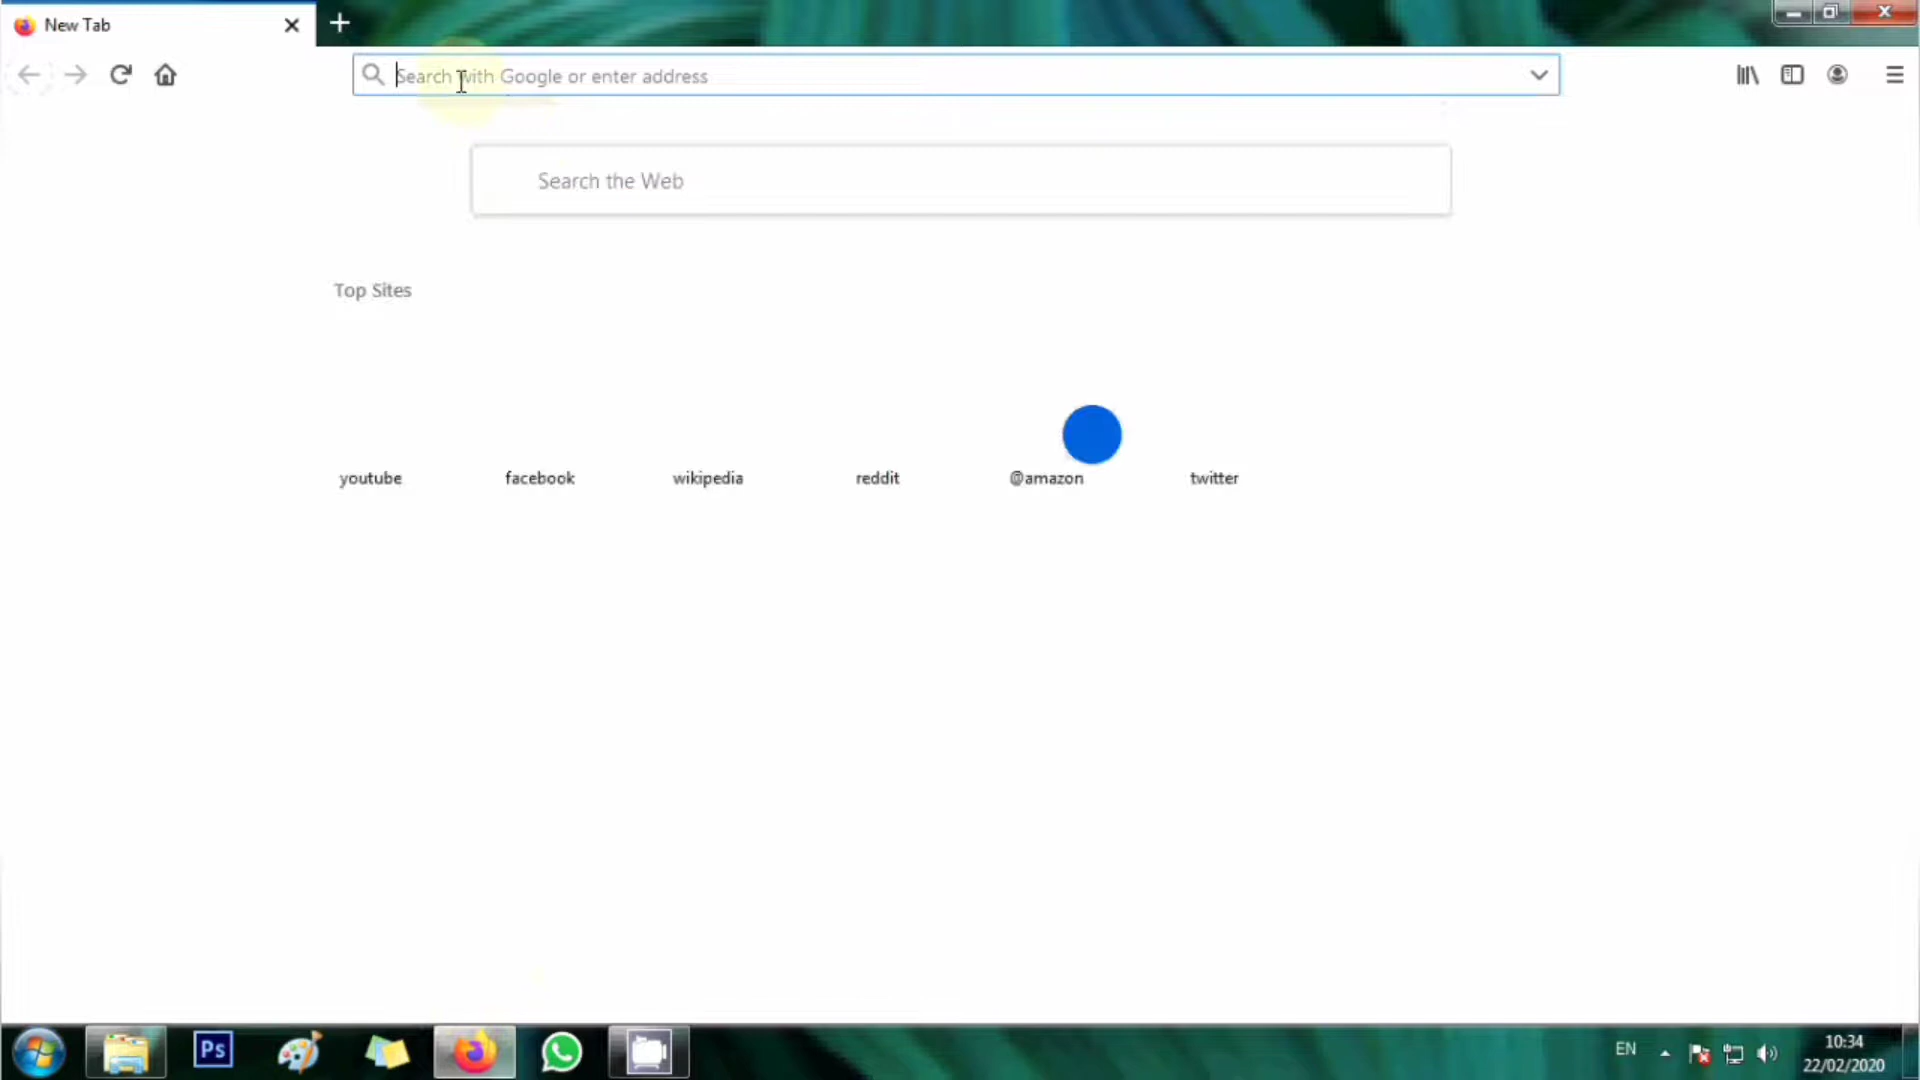 New Tab
Search with Google or enter address
Search the Web
Top Sites
youtube facebook wikipedia reddit @amazon twitter
Ps
EN
10:34
22/02/2020